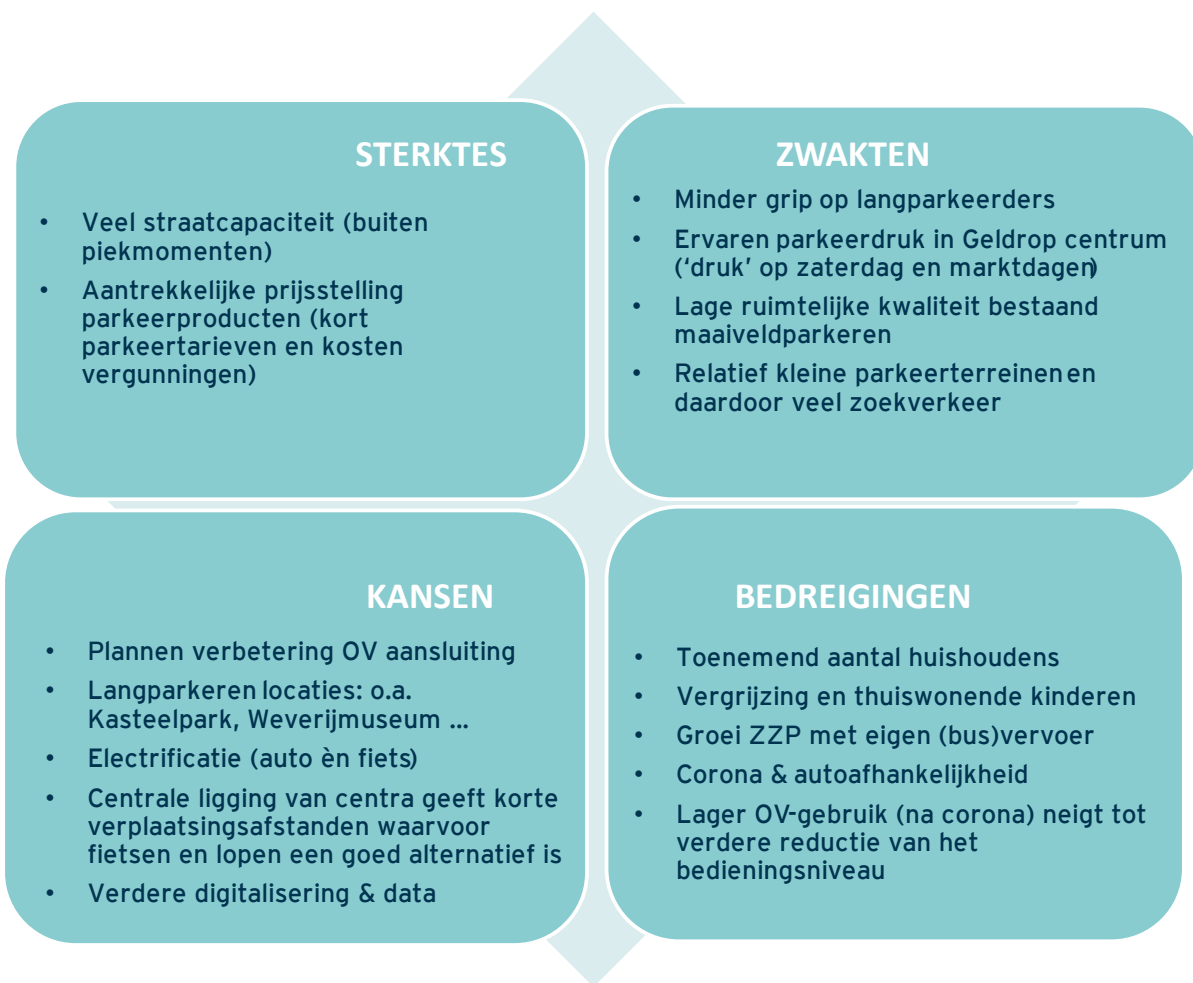 STERKTES
• Veel straatcapaciteit (buiten
piekmomenten)
• Aantrekkelijke prijsstelling
parkeerproducten (kort
parkeertarieven en kosten
vergunningen)
ZWAKTEN
• Minder grip op langparkeerders
• Ervaren parkeerdruk in Geldrop centrum
(‘druk’ op zaterdag en marktdagen)
• Lage ruimtelijke kwaliteit bestaand
maaiveldparkeren
• Relatief kleine parkeerterreinen en
daardoor veel zoekverkeer
KANSEN
• Plannen verbetering OV aansluiting
• Langparkeren locaties: o.a.
Kasteelpark, Weverijmuseum ...
• Electrificatie (auto èn fiets)
• Centrale ligging van centra geeft korte
verplaatsingsafstanden waarvoor
fietsen en lopen een goed alternatief is
• Verdere digitalisering & data
BEDREIGINGEN
• Toenemend aantal huishoudens
• Vergrijzing en thuiswonende kinderen
• Groei ZZP met eigen (bus)vervoer
• Corona & autoafhankelijkheid
• Lager OV-gebruik (na corona) neigt tot
verdere reductie van het
bedieningsniveau